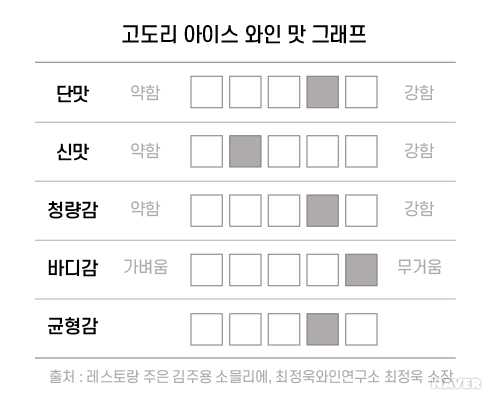 고도리 아이스 와인 맛 그래프
단맛 약함 강함
신맛 약함 강함
청량감 약함 강함
바디감 가벼움 무거움
균형감
출처 : 레스토랑 주은 김주용 소믈리에, 최정욱와인연구소 최정욱 소장
NAVER